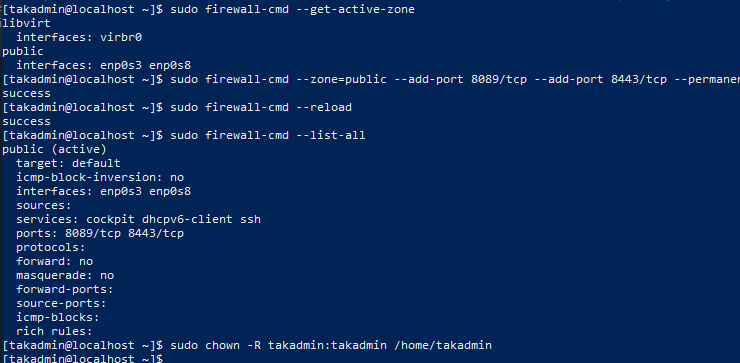 [takadmin@localhost ~]$ sudo firewall-cmd --get-active-zone
libvirt
  interfaces: virbr0
public
  interfaces: enp0s3 enp0s8
[takadmin@localhost ~]$ sudo firewall-cmd --zone=public --add-port 8089/tcp --add-port 8443/tcp --permane
success
[takadmin@localhost ~]$ sudo firewall-cmd --reload
success
[takadmin@localhost ~]$ sudo firewall-cmd --list-all
public (active)
  target: default
  icmp-block-inversion: no
  interfaces: enp0s3 enp0s8
  sources:
  services: cockpit dhcpv6-client ssh
  ports: 8089/tcp 8443/tcp
  protocols:
  forward: no
  masquerade: no
  forward-ports:
  source-ports:
  icmp-blocks:
  rich rules:
[takadmin@localhost ~]$ sudo chown -R takadmin:takadmin /home/takadmin
[takadmin@localhost ~]$